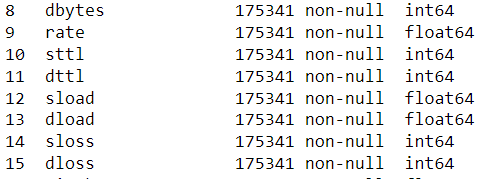 8 dbytes 175341 non-null int64
9 rate 175341 non-null float64
10 sttl 175341 non-null int64
11 dttl 175341 non-null int64
12 sload 175341 non-null float64
13 dload 175341 non-null float64
14 sloss 175341 non-null int64
15 dloss 175341 non-null int64